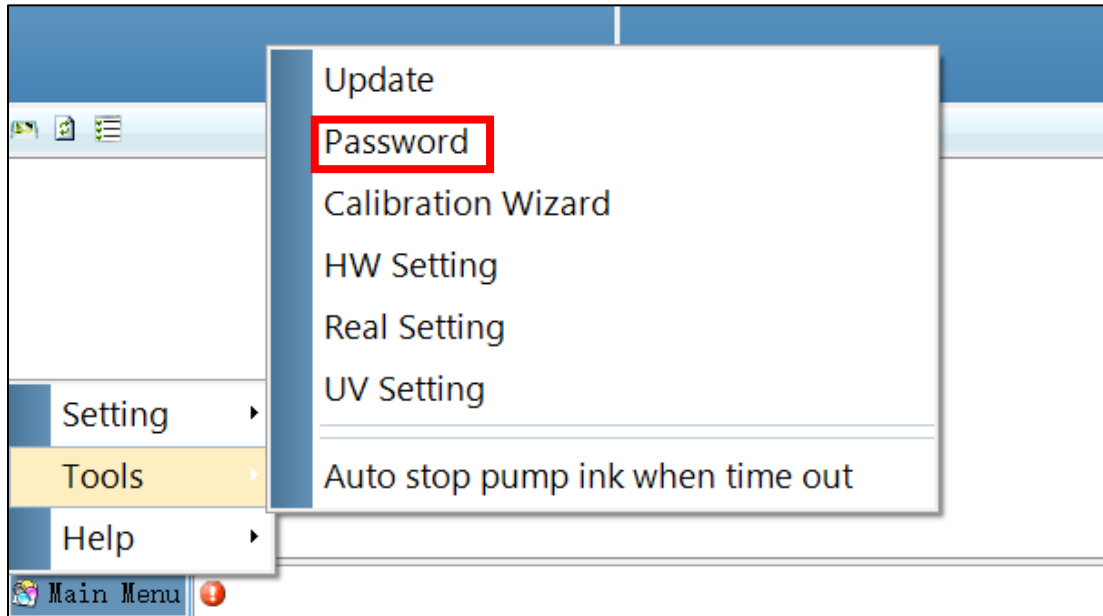 Update
Password
Calibration Wizard
HW Setting
Real Setting
UV Setting
Auto stop pump ink when time out
Setting
Tools
Help
Main Menu